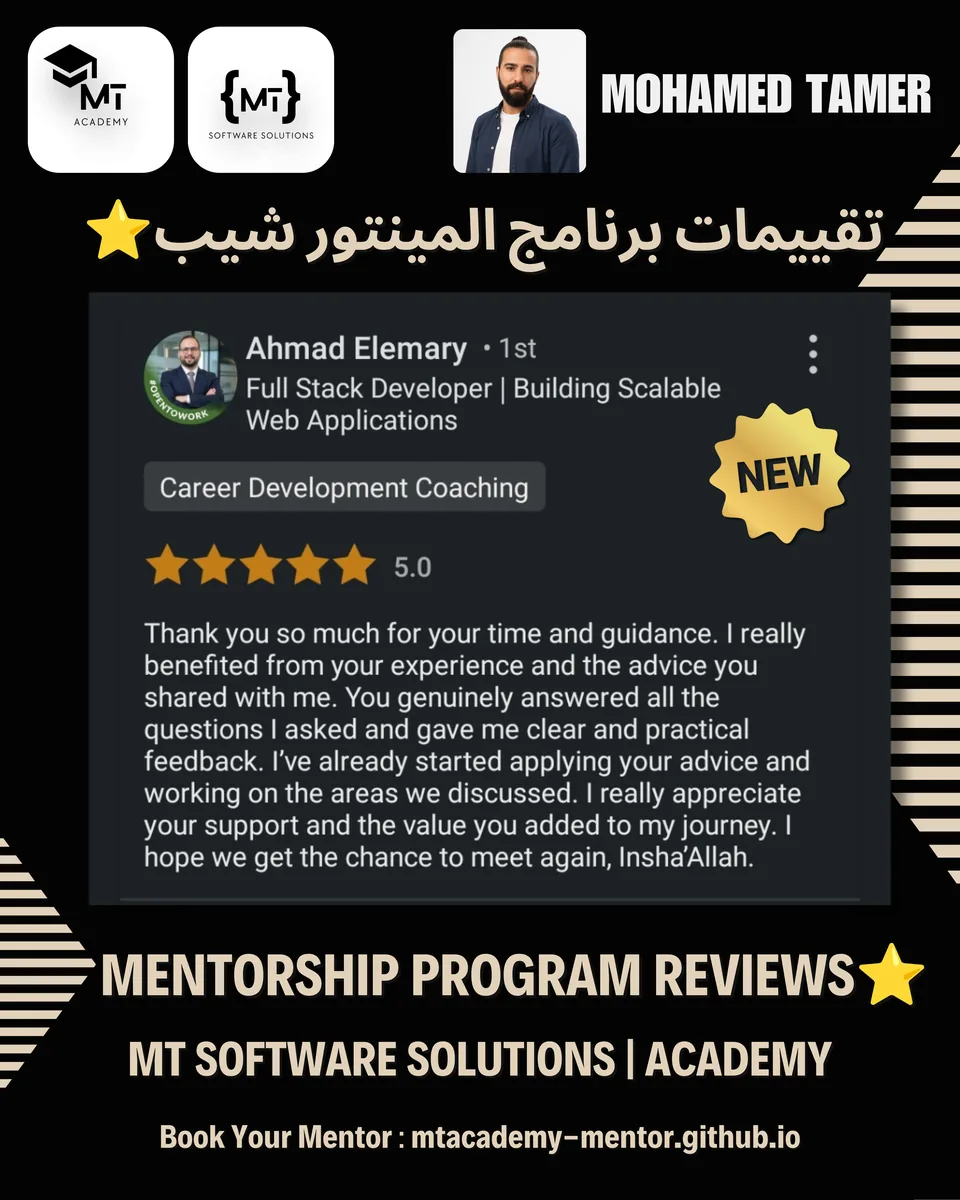 MT
ACADEMY
{MT}
SOFTWARE SOLUTIONS
MOHAMED TAMER
تقييمات برنامج المينتور شيب⭐
Ahmad Elemary • 1st
Full Stack Developer | Building Scalable
Web Applications
#OPENTOWORK
NEW
Career Development Coaching
5.0
Thank you so much for your time and guidance. I really
benefited from your experience and the advice you
shared with me. You genuinely answered all the
questions I asked and gave me clear and practical
feedback. I’ve already started applying your advice and
working on the areas we discussed. I really appreciate
your support and the value you added to my journey. I
hope we get the chance to meet again, Insha’Allah.
MENTORSHIP PROGRAM REVIEWS⭐
MT SOFTWARE SOLUTIONS | ACADEMY
Book Your Mentor : mtacademy-mentor.github.io